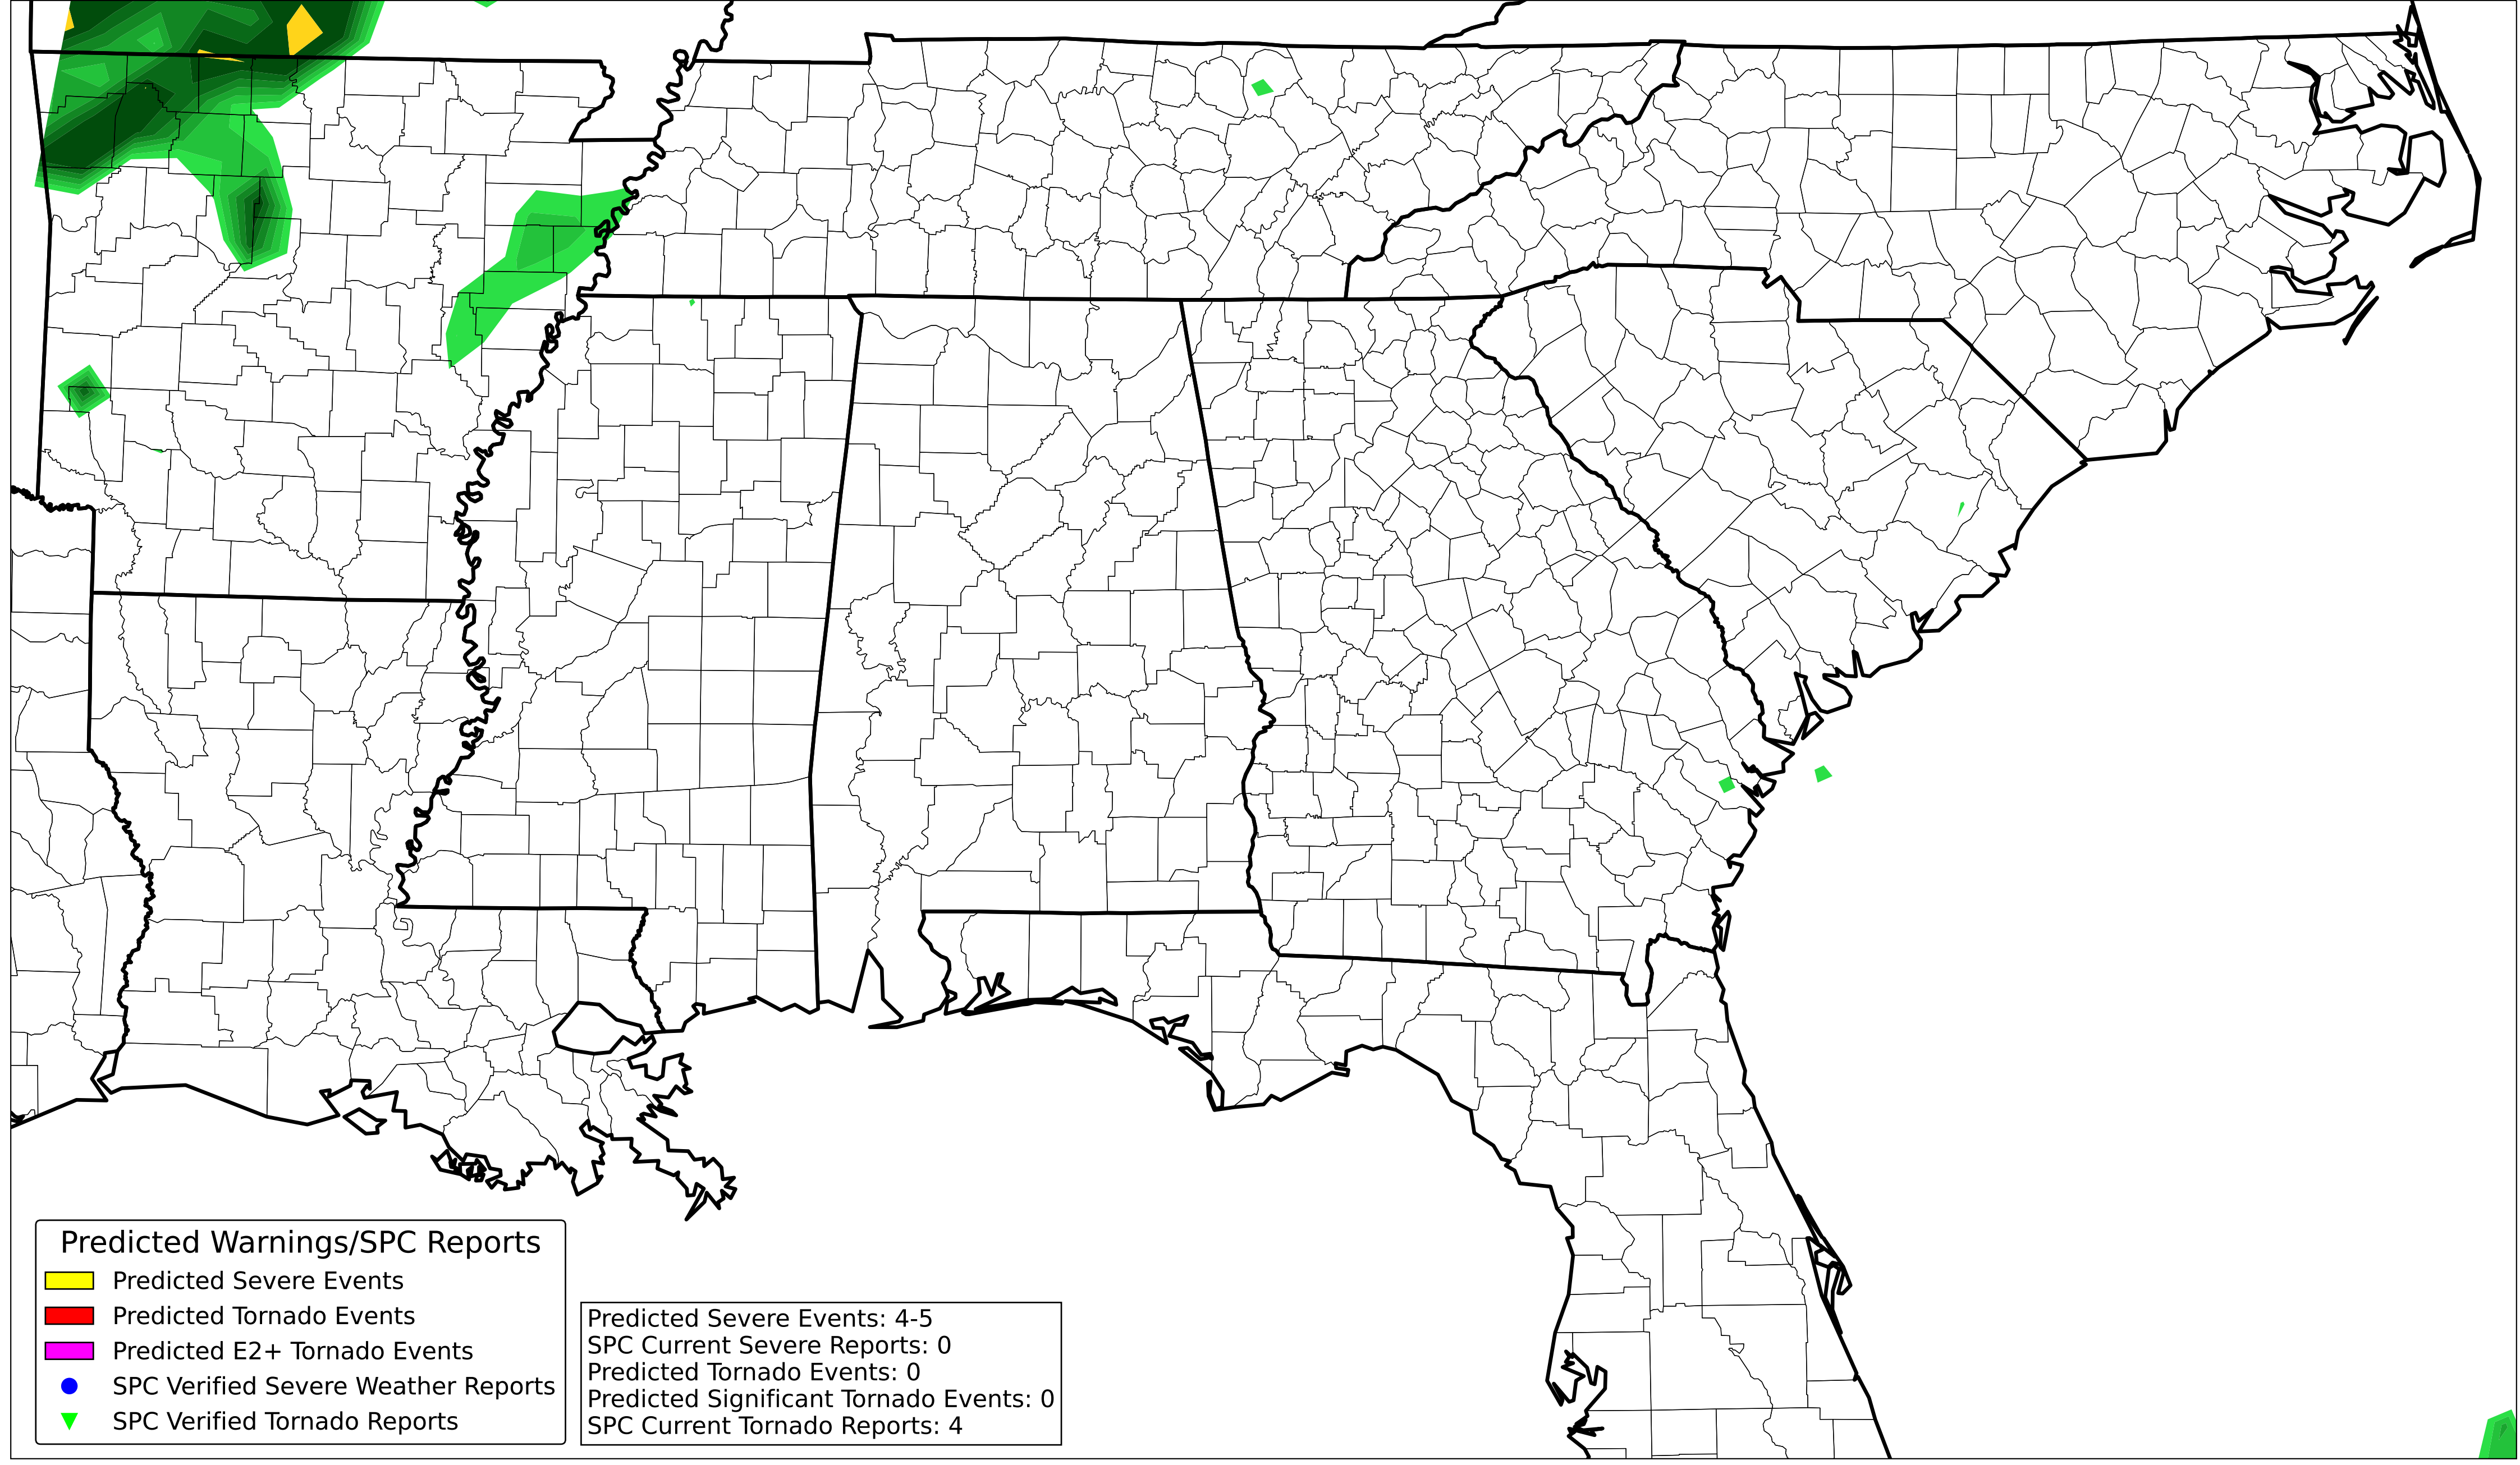 Predicted Warnings/SPC Reports
Predicted Severe Events
Predicted Tornado Events
Predicted E2+ Tornado Events
SPC Verified Severe Weather Reports
SPC Verified Tornado Reports
Predicted Severe Events: 4-5
SPC Current Severe Reports: 0
Predicted Tornado Events: 0
Predicted Significant Tornado Events: 0
SPC Current Tornado Reports: 4